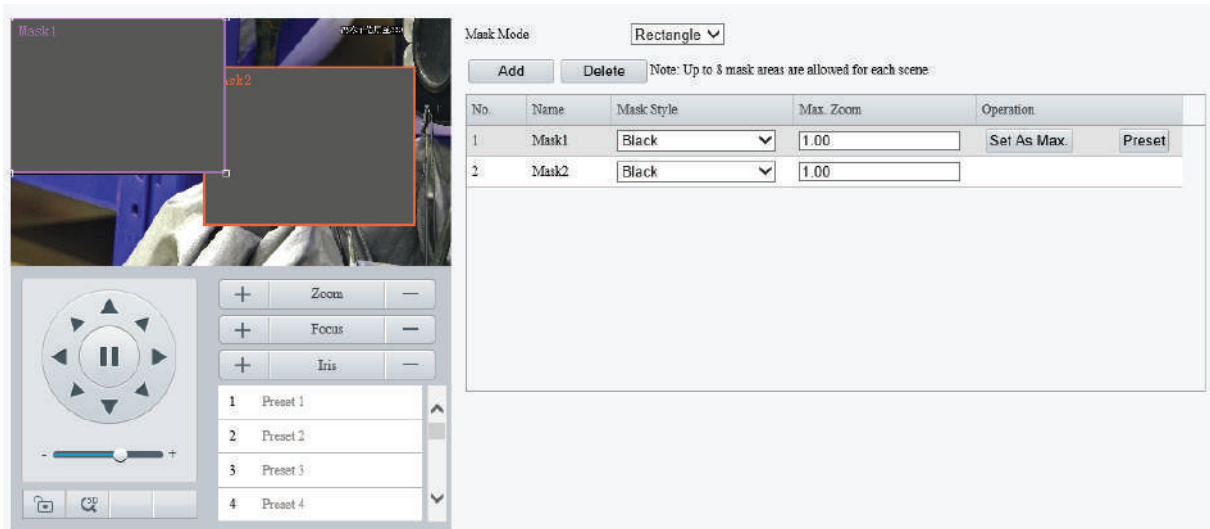 Mask1
sk2
Mask Mode
Rectangle
Add
Delete
Note: Up to 8 mask areas are allowed for each scene
No. Name Mask Style Max. Zoom Operation
1 Mask1 Black 1.00 Set As Max. Preset
2 Mask2 Black 1.00
+ Zoom —
+ Focus —
+ Iris —
1 Preset 1
2 Preset 2
3 Preset 3
4 Preset 4
- +
3D